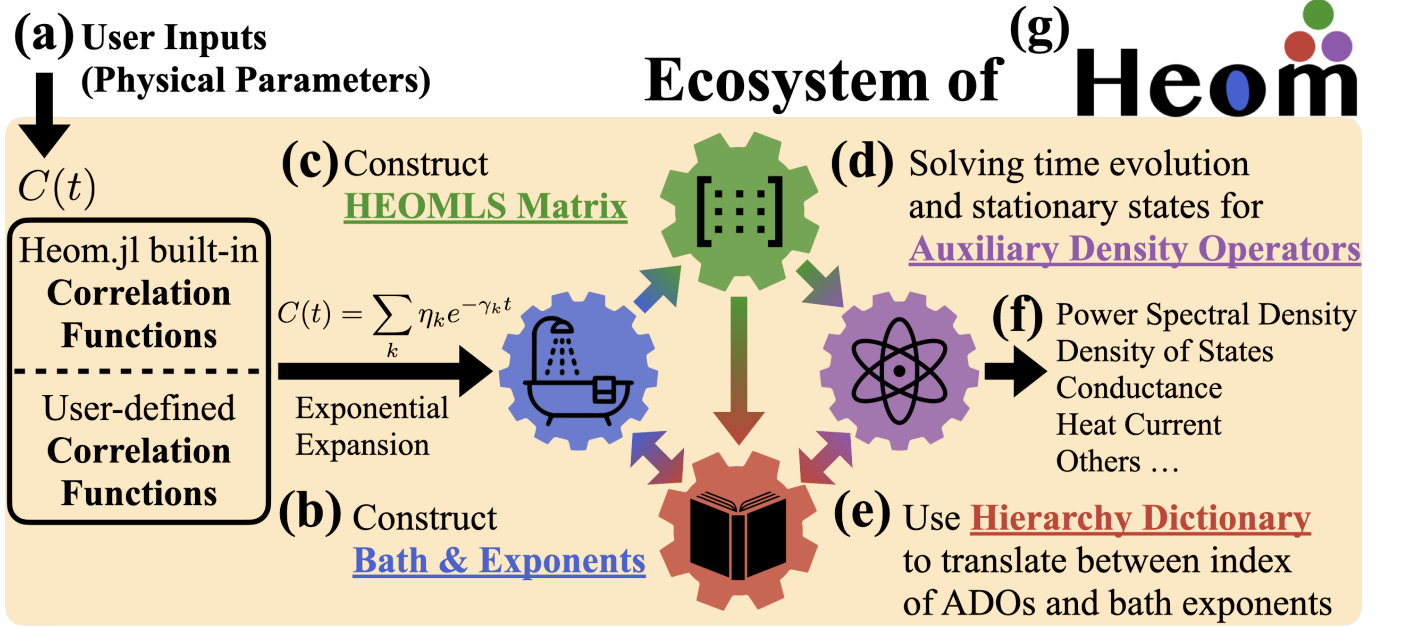 (a) User Inputs
(Physical Parameters)
Ecosystem of
(g) Heom
C(t)
Heom.jl built-in
Correlation
Functions
User-defined
Correlation
Functions
C(t) = ∑ₖ ηₖe^{−γₖt}
Exponential
Expansion
(b) Construct
Bath & Exponents
(c) Construct
HEOMLS Matrix
(d) Solving time evolution
and stationary states for
Auxiliary Density Operators
(e) Use Hierarchy Dictionary
to translate between index
of ADOs and bath exponents
(f) Power Spectral Density
Density of States
Conductance
Heat Current
Others …